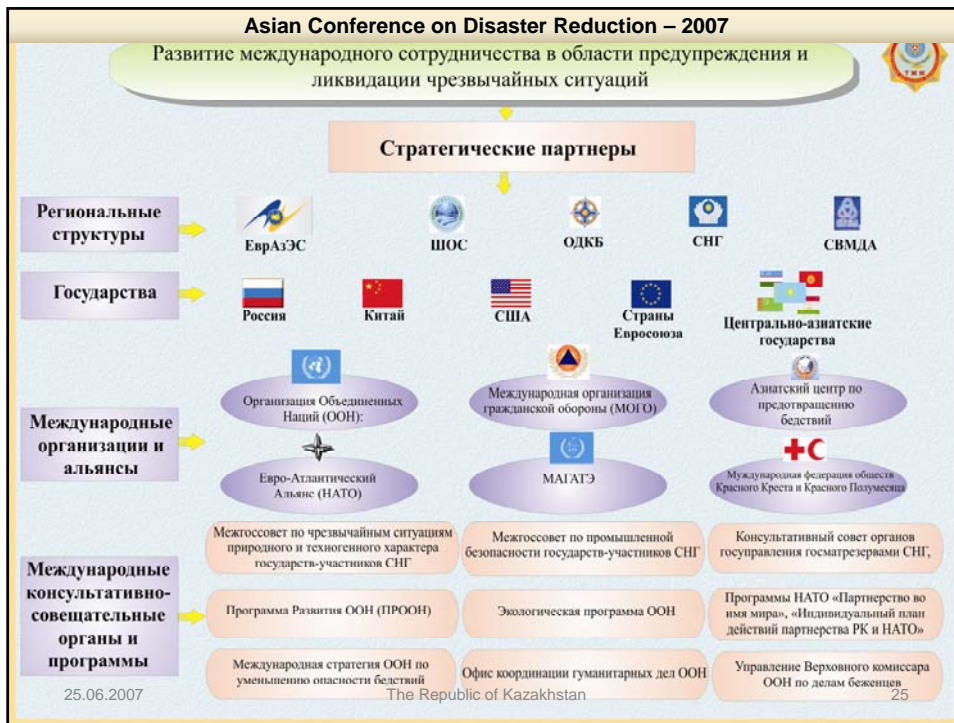 Asian Conference on Disaster Reduction – 2007
Развитие международного сотрудничества в области предупреждения и
ликвидации чрезвычайных ситуаций
ТЖМ
Стратегические партнеры
Региональные
структуры
ЕврАзЭС
ШОС
ОДКБ
СНГ
СВМДА
Государства
Россия
Китай
США
Страны
Евросоюза
Центрально-азиатские
государства
Международные
организации и
альянсы
Организация Объединенных
Наций (ООН):
Международная организация
гражданской обороны (МОГО)
Азиатский центр по
предотвращению
бедствий
Евро-Атлантический
Альянс (НАТО)
МАГАТЭ
Муждународная федерация обществ
Красного Креста и Красного Полумесяца
Международные
консультативно-
совещательные
органы и
программы
Межгоссовет по чрезвычайным ситуациям
природного и техногенного характера
государств-участников СНГ
Межгоссовет по промышленной
безопасности государств-участников СНГ
Консультативный совет органов
госуправления госматрезервами СНГ,
Программа Развития ООН (ПРООН)
Экологическая программа ООН
Программы НАТО «Партнерство во
имя мира», «Индивидуальный план
действий партнерства РК и НАТО»
Международная стратегия ООН по
уменьшению опасности бедствий
Офис координации гуманитарных дел ООН
Управление Верховного комиссара
ООН по делам беженцев
25.06.2007
The Republic of Kazakhstan
25